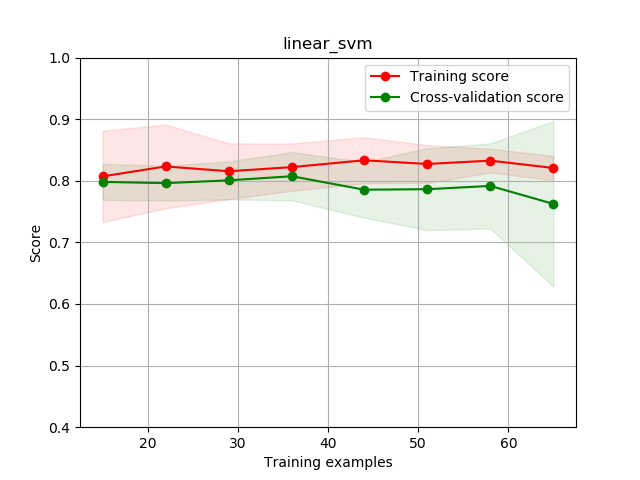 linear_svm
1.0
0.9
0.8
0.7
0.6
0.5
0.4
Score
Training score
Cross-validation score
20 30 40 50 60
Training examples